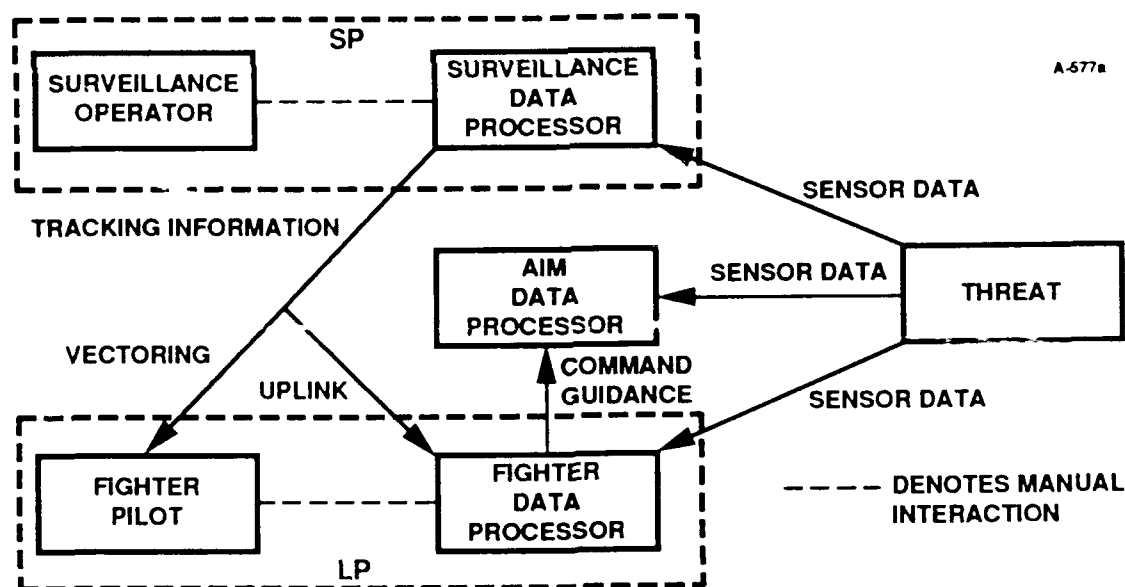 SP
A-577a
SURVEILLANCE
OPERATOR
SURVEILLANCE
DATA
PROCESSOR
SENSOR DATA
TRACKING INFORMATION
AIM
DATA
PROCESSOR
SENSOR DATA
THREAT
VECTORING
UPLINK
COMMAND
GUIDANCE
SENSOR DATA
FIGHTER
PILOT
FIGHTER
DATA
PROCESSOR
DENOTES MANUAL
INTERACTION
LP